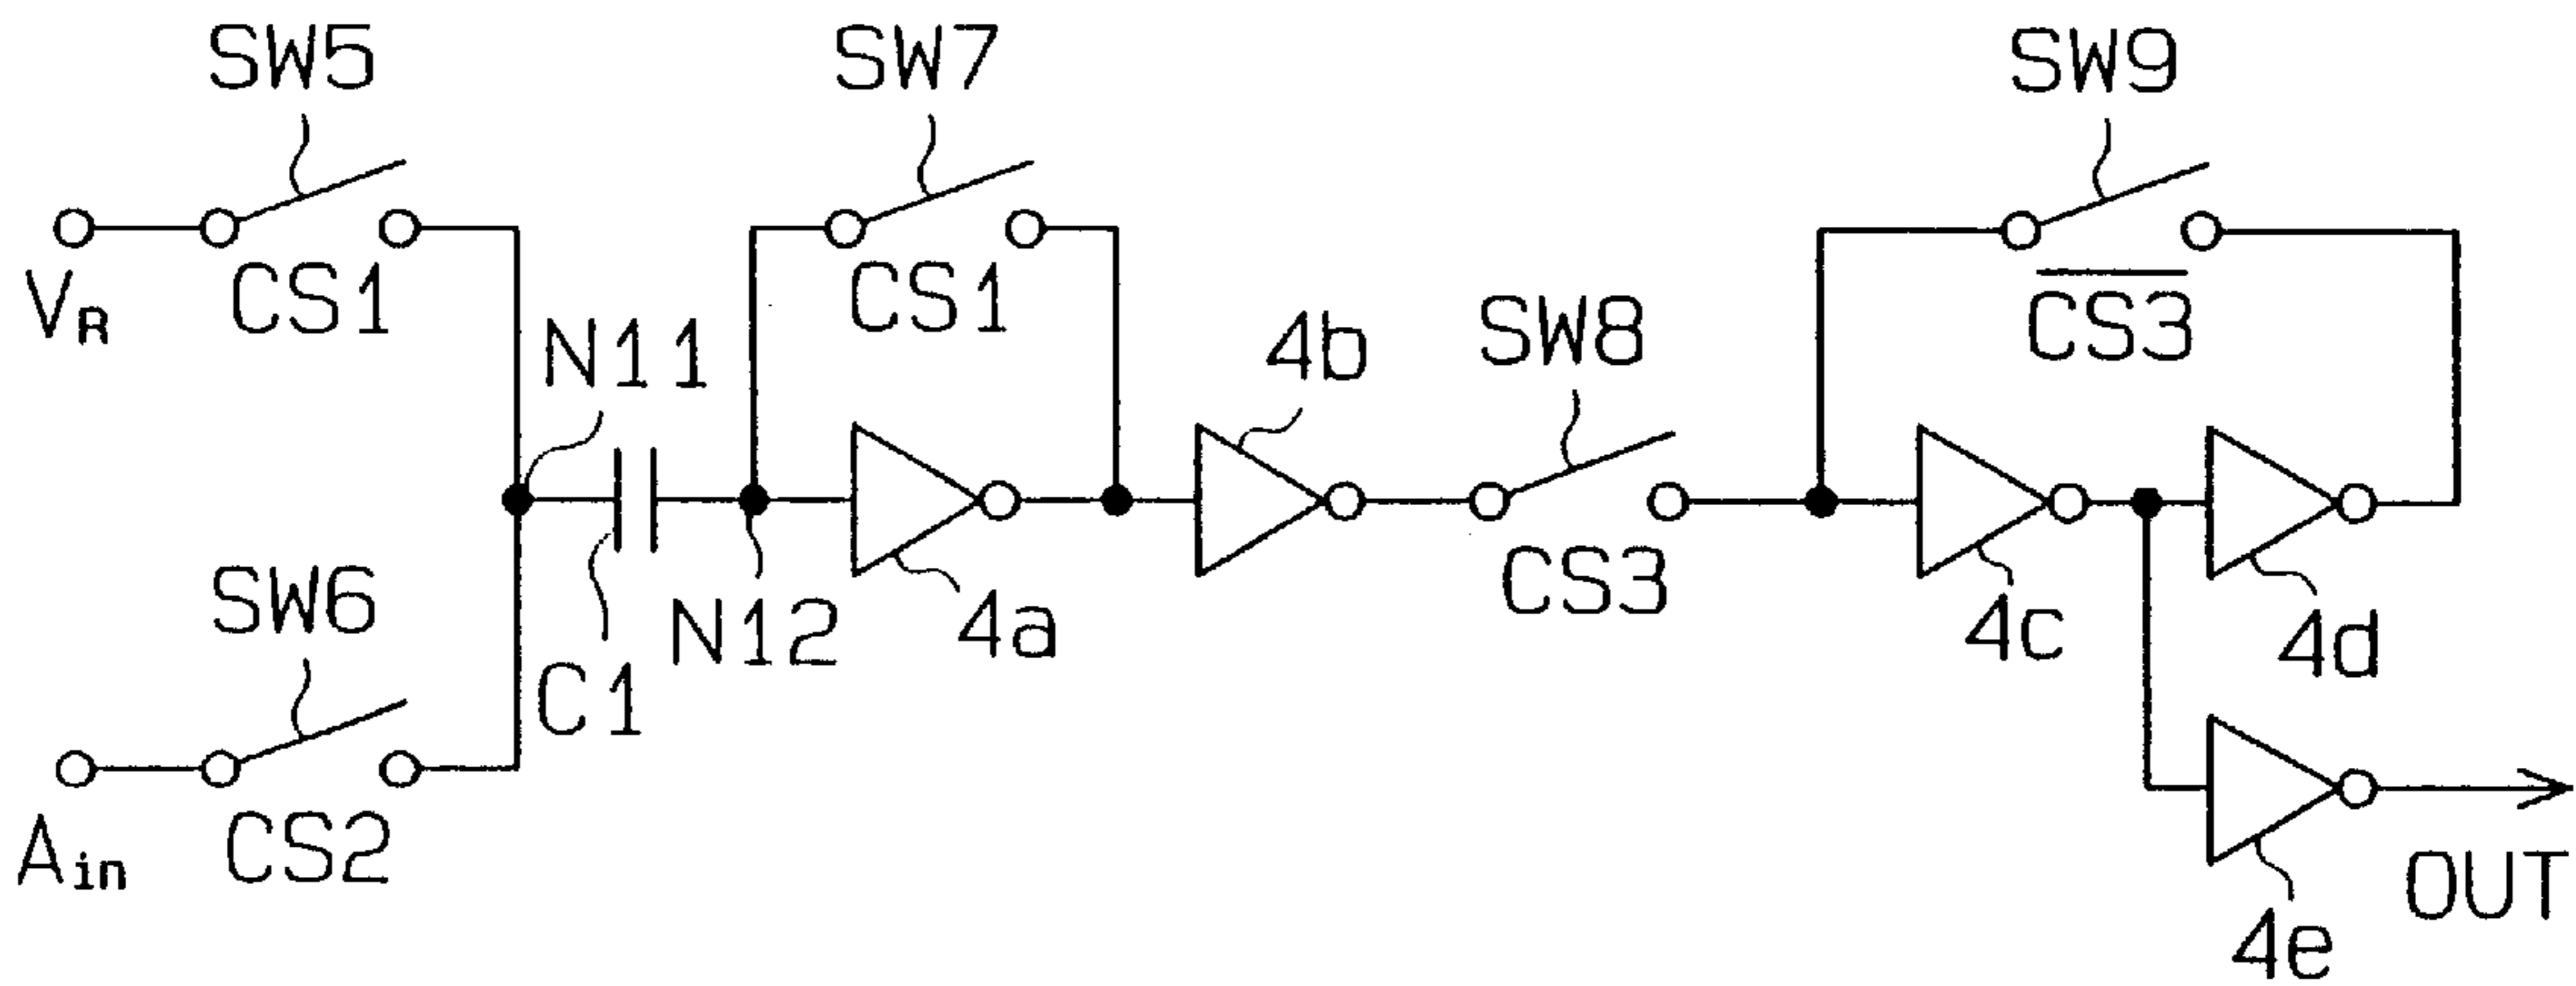 SW5
SW7
SW9
VR
CS1
CS1
CS3
N11
4b
SW8
SW6
N12
4a
CS3
4c
4d
C1
Ain
CS2
OUT
4e